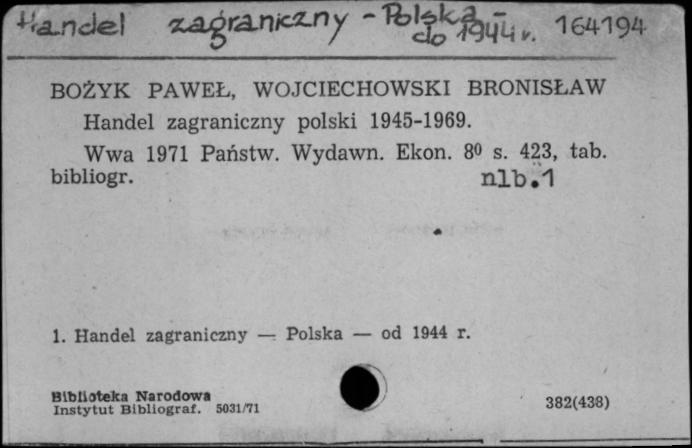 Handel zagraniczny - Polska -
do 1944 r. 164194
BOŻYK PAWEŁ, WOJCIECHOWSKI BRONISŁAW
Handel zagraniczny polski 1945-1969.
Wwa 1971 Państw. Wydawn. Ekon. 8⁰ s. 423, tab.
bibliogr. nlb.1
1. Handel zagraniczny — Polska — od 1944 r.
Biblioteka Narodowa
Instytut Bibliograf. 5031/71 382(438)